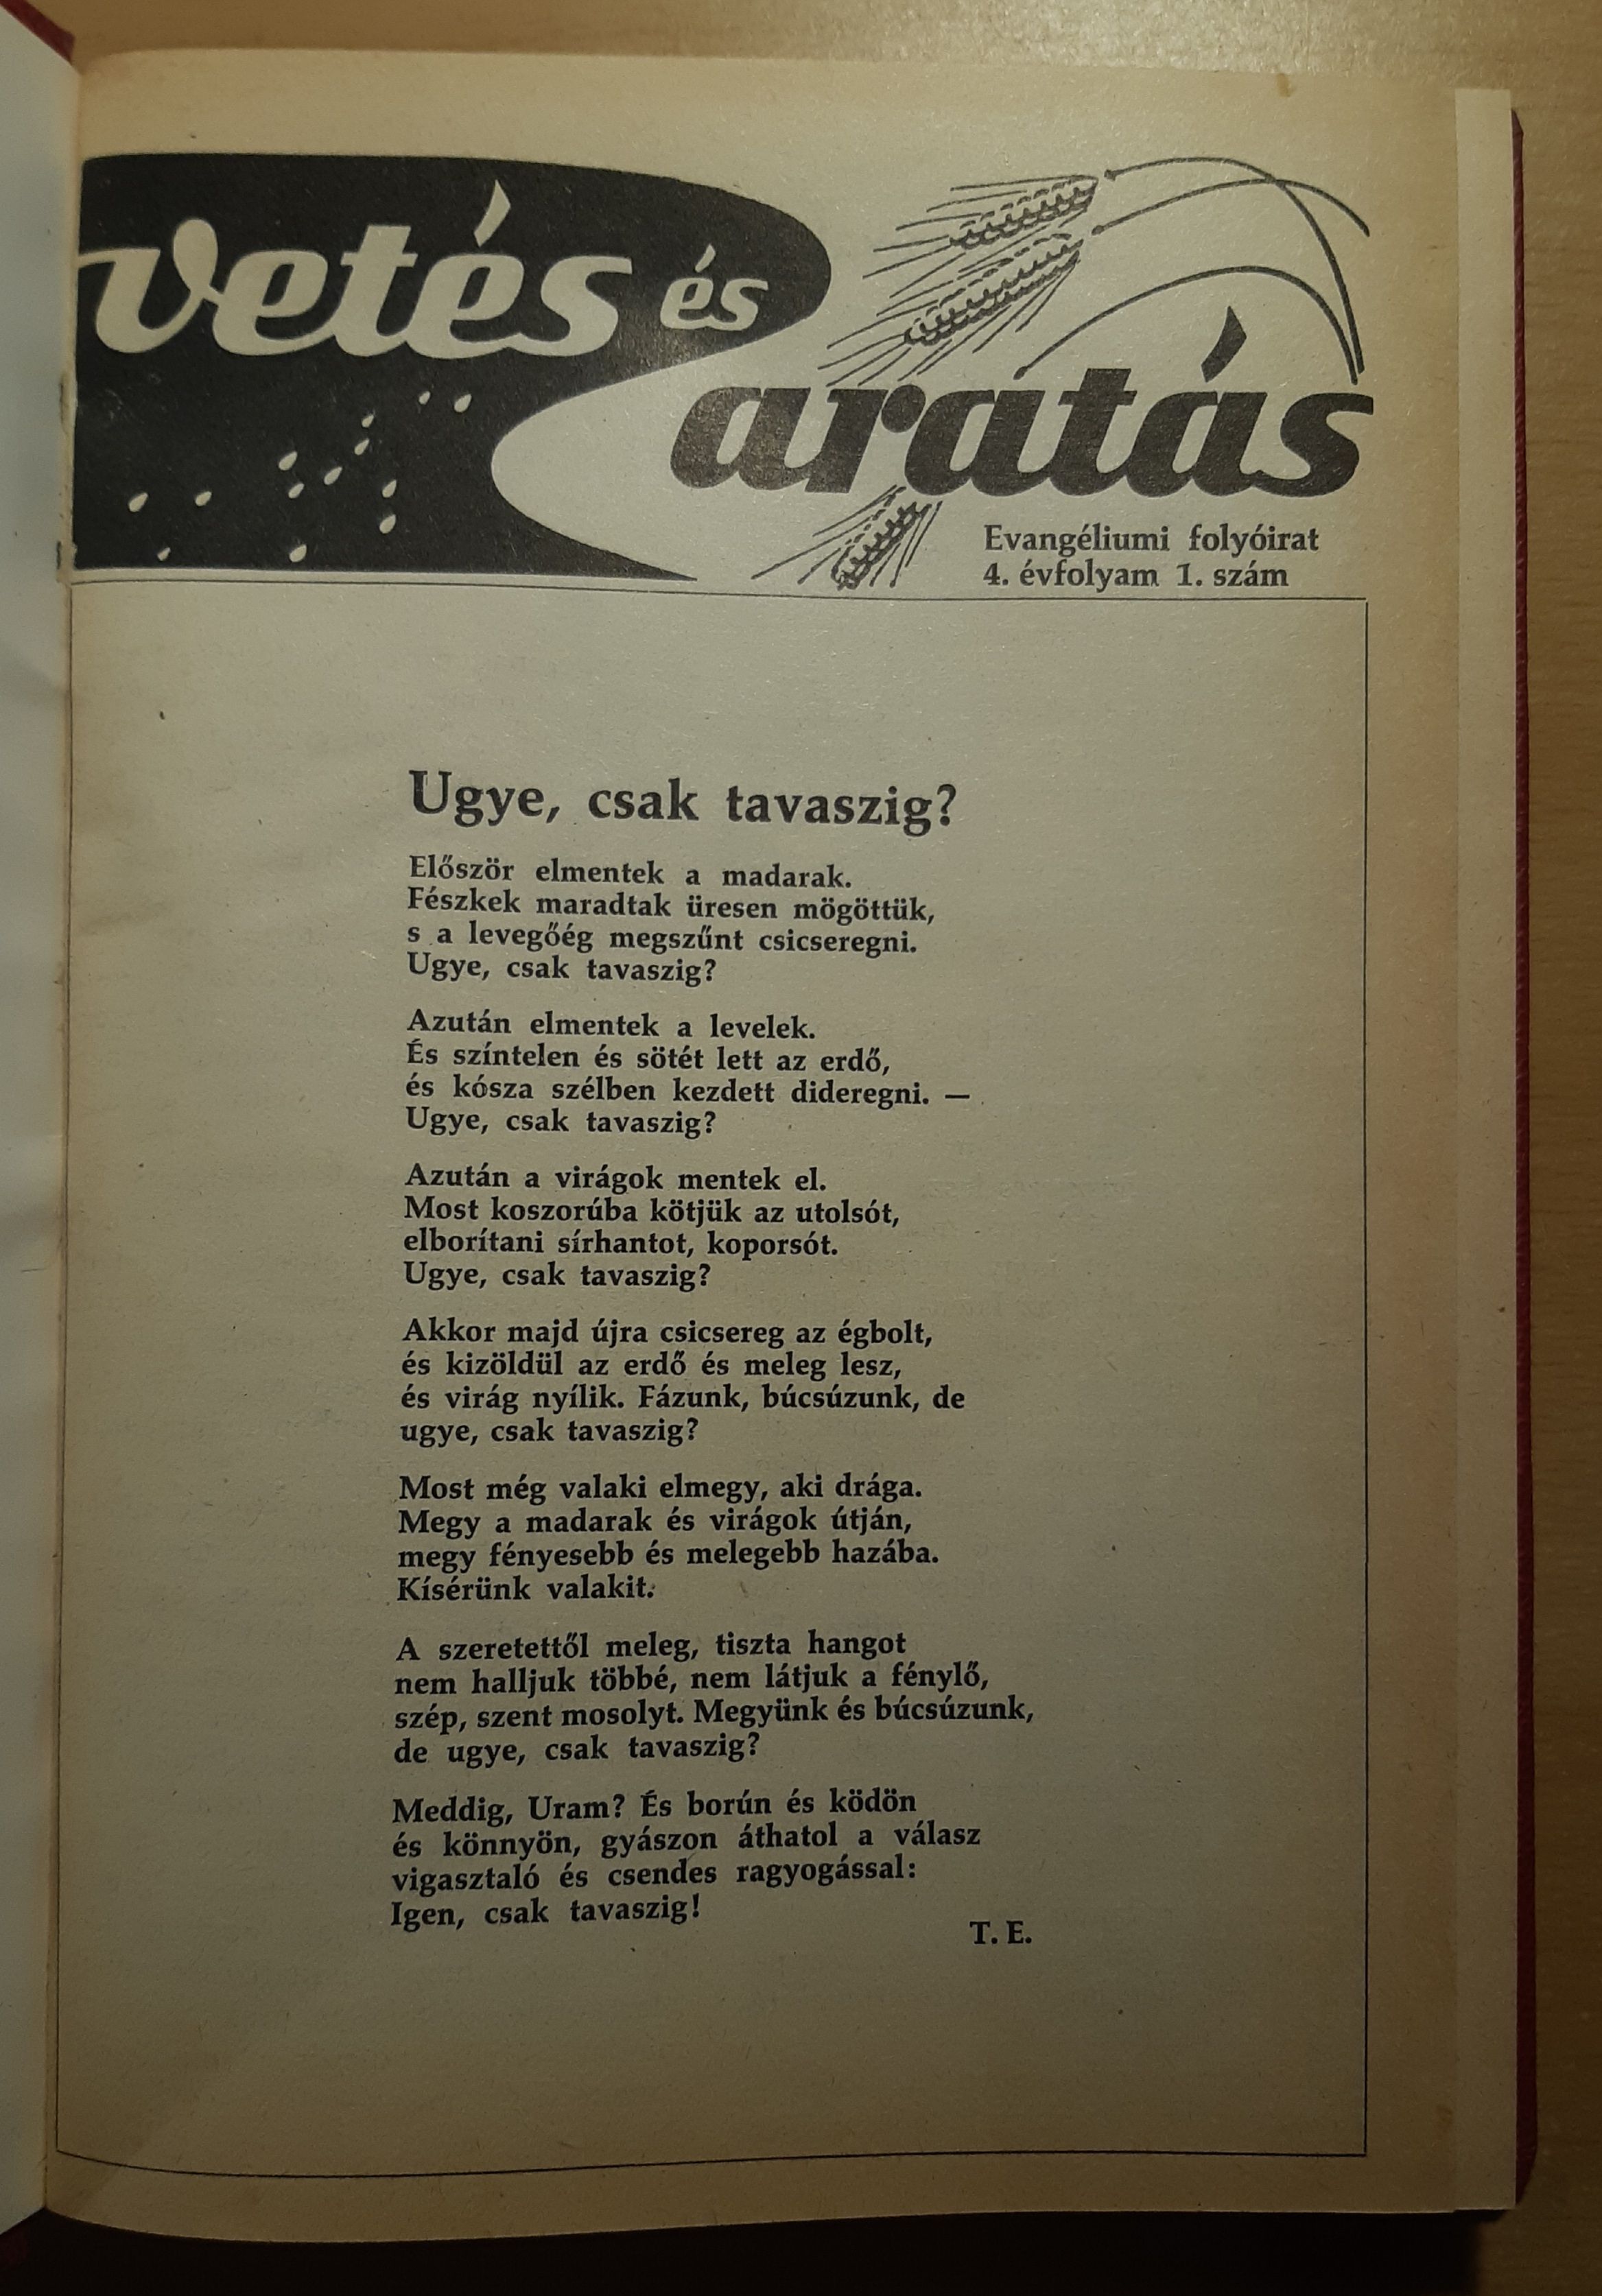 vetés és
aratás
Evangéliumi folyóirat
4. évfolyam 1. szám
Ugye, csak tavaszig?
Először elmentek a madarak.
Fészkek maradtak üresen mögöttük,
s a levegőég megszűnt csicseregni.
Ugye, csak tavaszig?
Azután elmentek a levelek.
És színtelen és sötét lett az erdő,
és kósza szélben kezdett dideregni. —
Ugye, csak tavaszig?
Azután a virágok mentek el.
Most koszorúba kötjük az utolsót,
elborítani sírhantot, koporsót.
Ugye, csak tavaszig?
Akkor majd újra csicsereg az égbolt,
és kizöldül az erdő és meleg lesz,
és virág nyílik. Fázunk, búcsúzunk, de
ugye, csak tavaszig?
Most még valaki elmegy, aki drága.
Megy a madarak és virágok útján,
megy fényesebb és melegebb hazába.
Kísérünk valakit.
A szeretettől meleg, tiszta hangot
nem halljuk többé, nem látjuk a fénylő,
szép, szent mosolyt. Megyünk és búcsúzunk,
de ugye, csak tavaszig?
Meddig, Uram? És borún és ködön
és könnyön, gyászon áthatol a válasz
vigasztaló és csendes ragyogással:
Igen, csak tavaszig!
T. E.